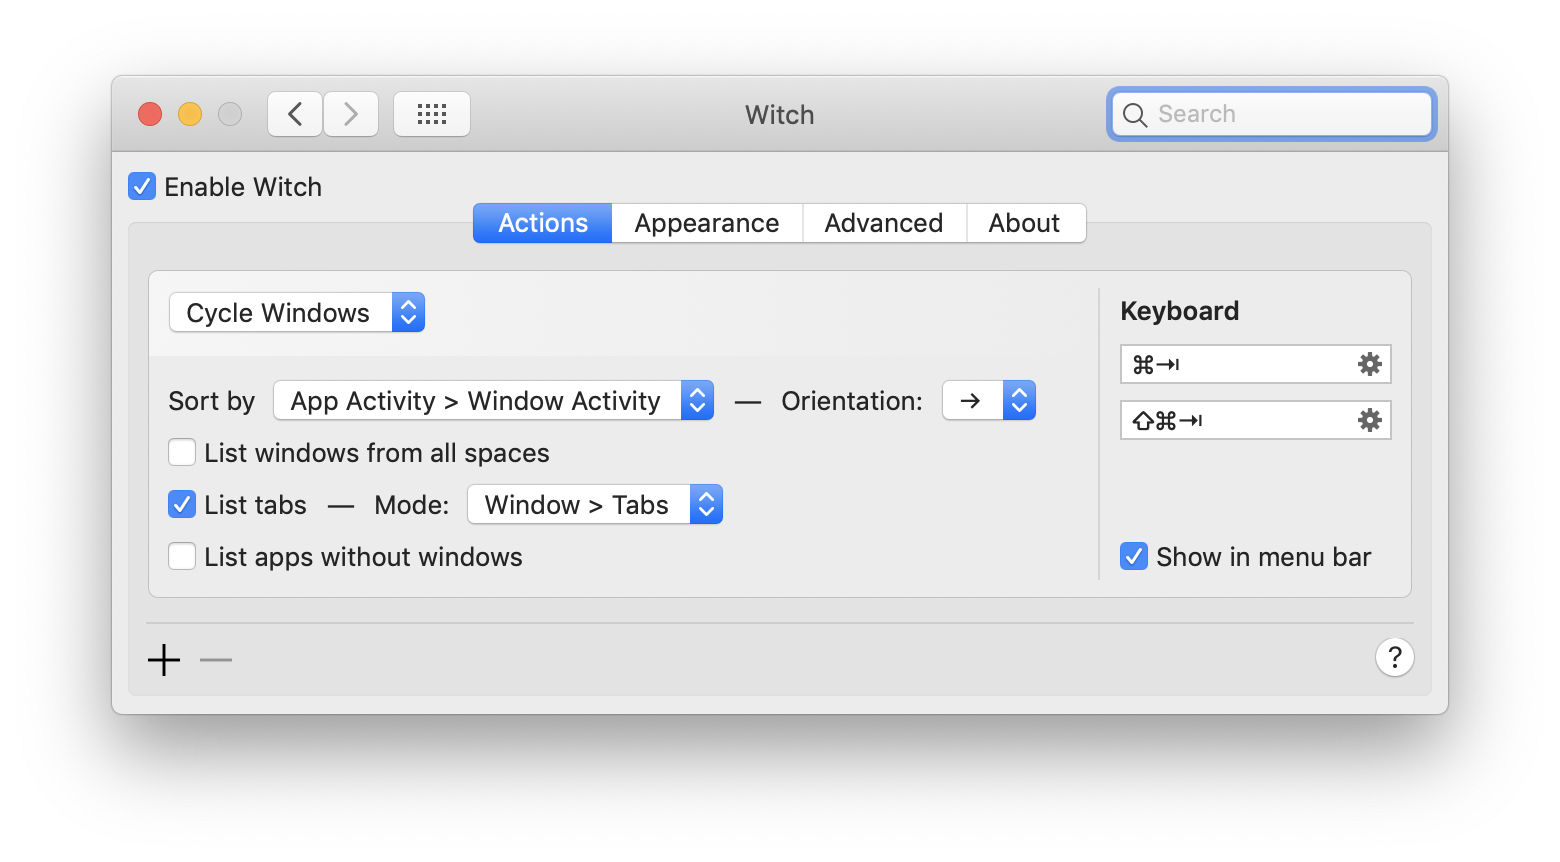 Witch
Search
Enable Witch
Actions Appearance Advanced About
Cycle Windows
Keyboard
⌘⇥
Sort by App Activity > Window Activity — Orientation: →
⇧⌘⇥
List windows from all spaces
List tabs — Mode: Window > Tabs
List apps without windows
Show in menu bar
?